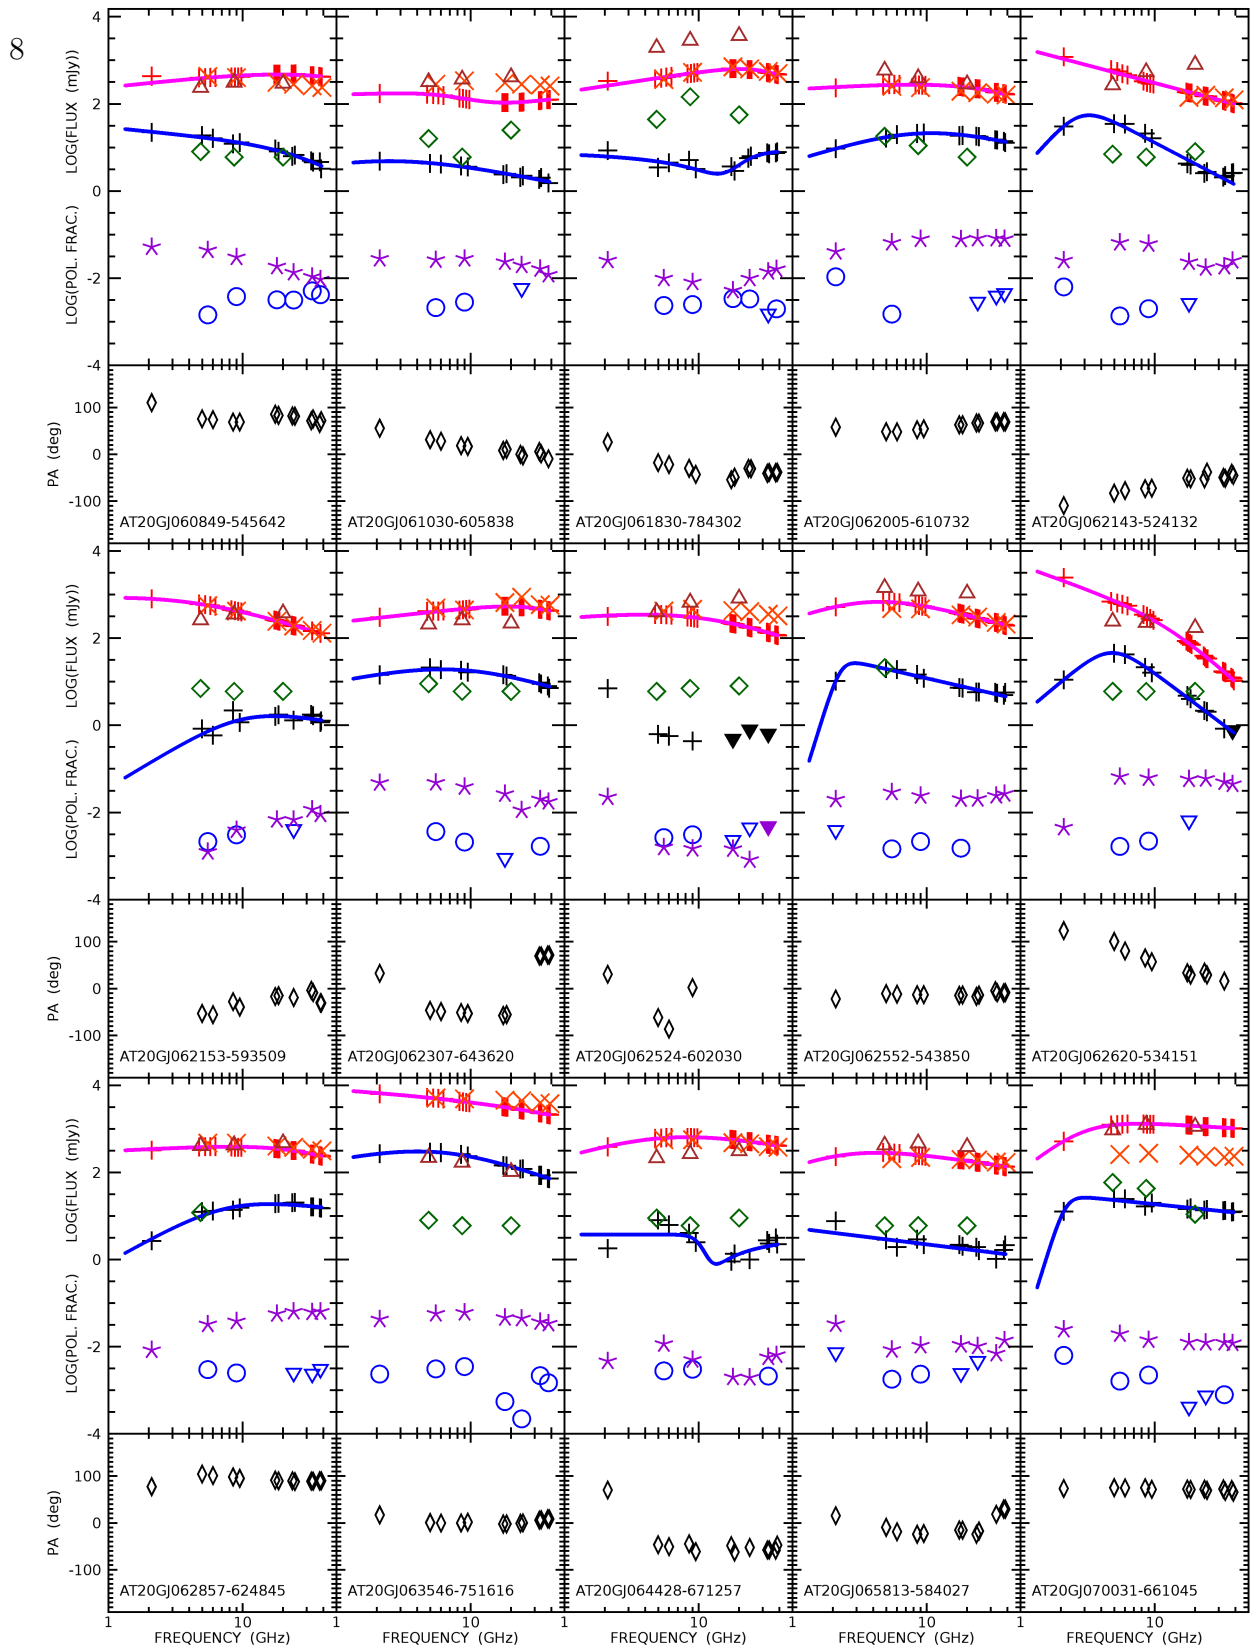 8
4
2
0
-2
-4
LOG(POL. FRAC.) LOG(FLUX (mJy))
100
0
-100
PA (deg)
AT20GJ060849-545642 AT20GJ061030-605838 AT20GJ061830-784302 AT20GJ062005-610732 AT20GJ062143-524132
4
2
0
-2
-4
LOG(POL. FRAC.) LOG(FLUX (mJy))
100
0
-100
PA (deg)
AT20GJ062153-593509 AT20GJ062307-643620 AT20GJ062524-602030 AT20GJ062552-543850 AT20GJ062620-534151
4
2
0
-2
-4
LOG(POL. FRAC.) LOG(FLUX (mJy))
100
0
-100
PA (deg)
AT20GJ062857-624845 AT20GJ063546-751616 AT20GJ064428-671257 AT20GJ065813-584027 AT20GJ070031-661045
1 10 1 10 1 10 1 10 1 10
FREQUENCY (GHz) FREQUENCY (GHz) FREQUENCY (GHz) FREQUENCY (GHz) FREQUENCY (GHz)